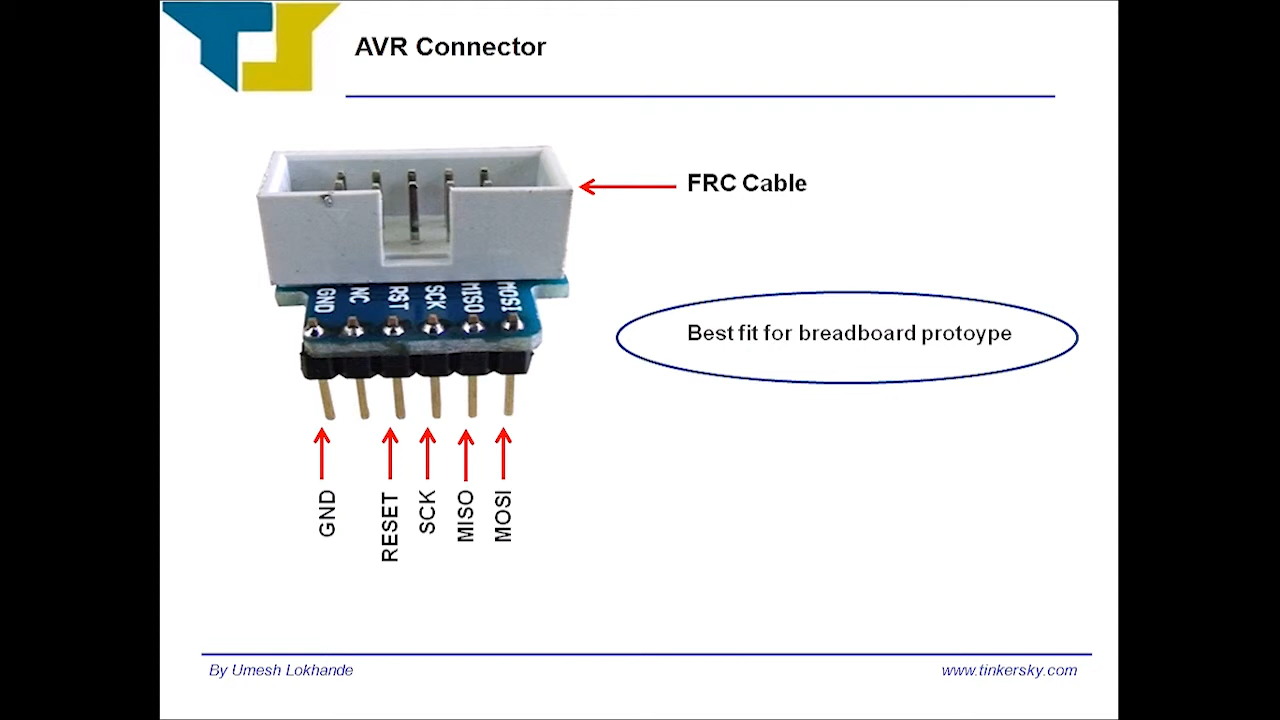 AVR Connector
FRC Cable
GND
NC
RST
SCK
MISO
MOSI
Best fit for breadboard protoype
GND
RESET
SCK
MISO
MOSI
By Umesh Lokhande
www.tinkersky.com